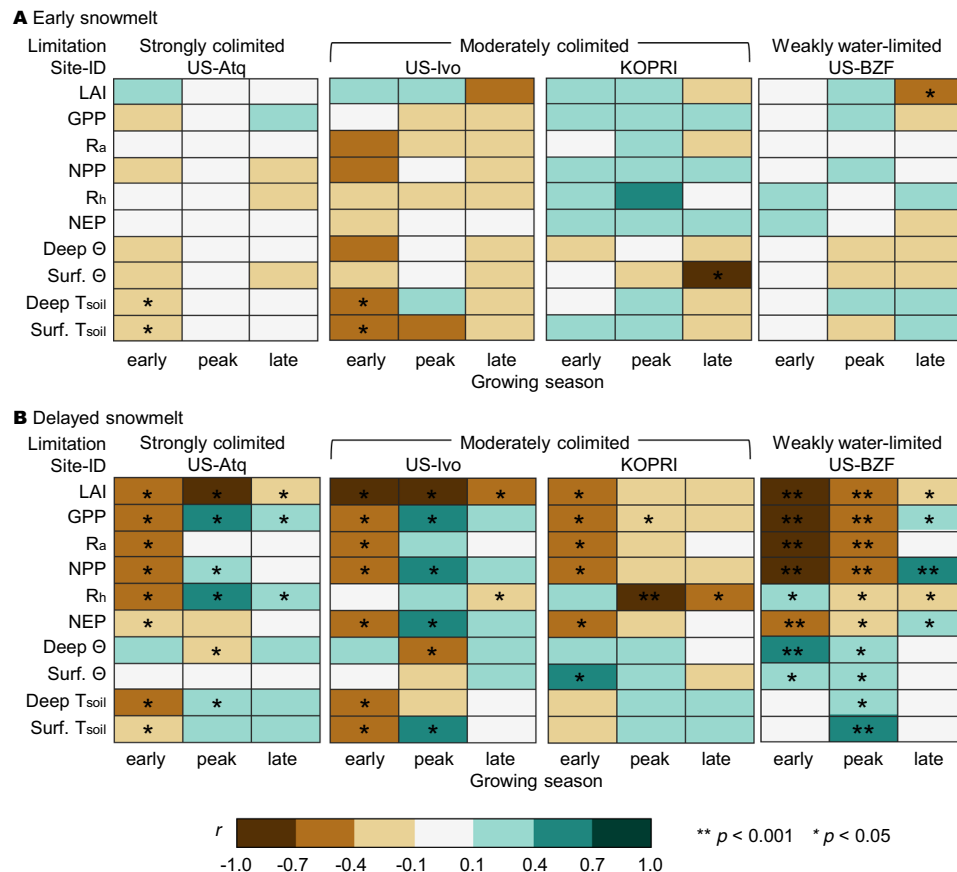 A Early snowmelt
Limitation Strongly colimited Moderately colimited Weakly water-limited
Site-ID US-Atq US-Ivo KOPRI US-BZF
LAI *
GPP
Ra
NPP
Rh
NEP
Deep Θ
Surf. Θ *
Deep Tsoil * *
Surf. Tsoil * *
early peak late early peak late early peak late early peak late
Growing season
B Delayed snowmelt
Limitation Strongly colimited Moderately colimited Weakly water-limited
Site-ID US-Atq US-Ivo KOPRI US-BZF
LAI * * * * * * * ** ** *
GPP * * * * * * * ** ** *
Ra * * * ** **
NPP * * * * * ** ** **
Rh * * * * ** * * * *
NEP * * * * ** * *
Deep Θ * * ** *
Surf. Θ * * *
Deep Tsoil * * * *
Surf. Tsoil * * * **
early peak late early peak late early peak late early peak late
Growing season
r ** p < 0.001 * p < 0.05
-1.0 -0.7 -0.4 -0.1 0.1 0.4 0.7 1.0